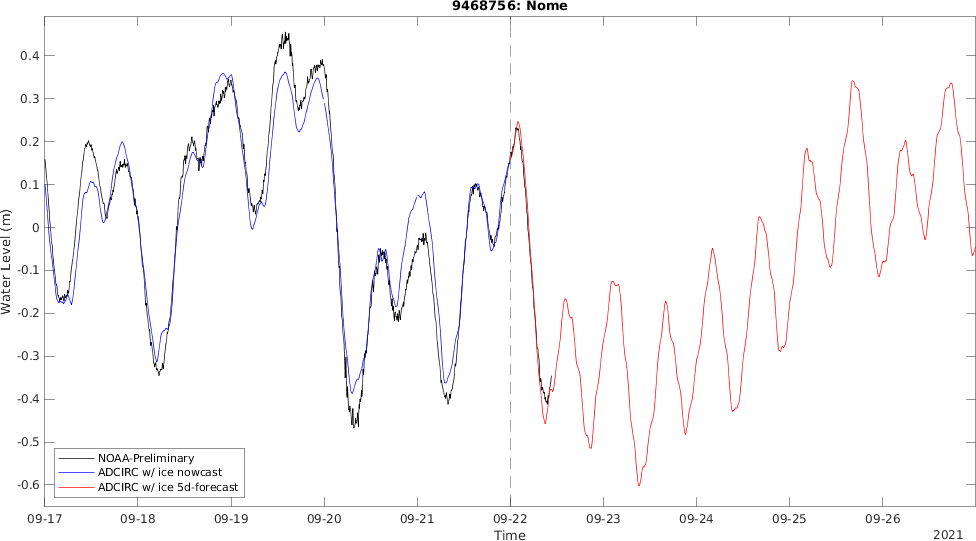 9468756: Nome
Water Level (m)
0.4
0.3
0.2
0.1
0
-0.1
-0.2
-0.3
-0.4
-0.5
-0.6
NOAA-Preliminary
ADCIRC w/ ice nowcast
ADCIRC w/ ice 5d-forecast
09-17 09-18 09-19 09-20 09-21 09-22 09-23 09-24 09-25 09-26
Time
2021